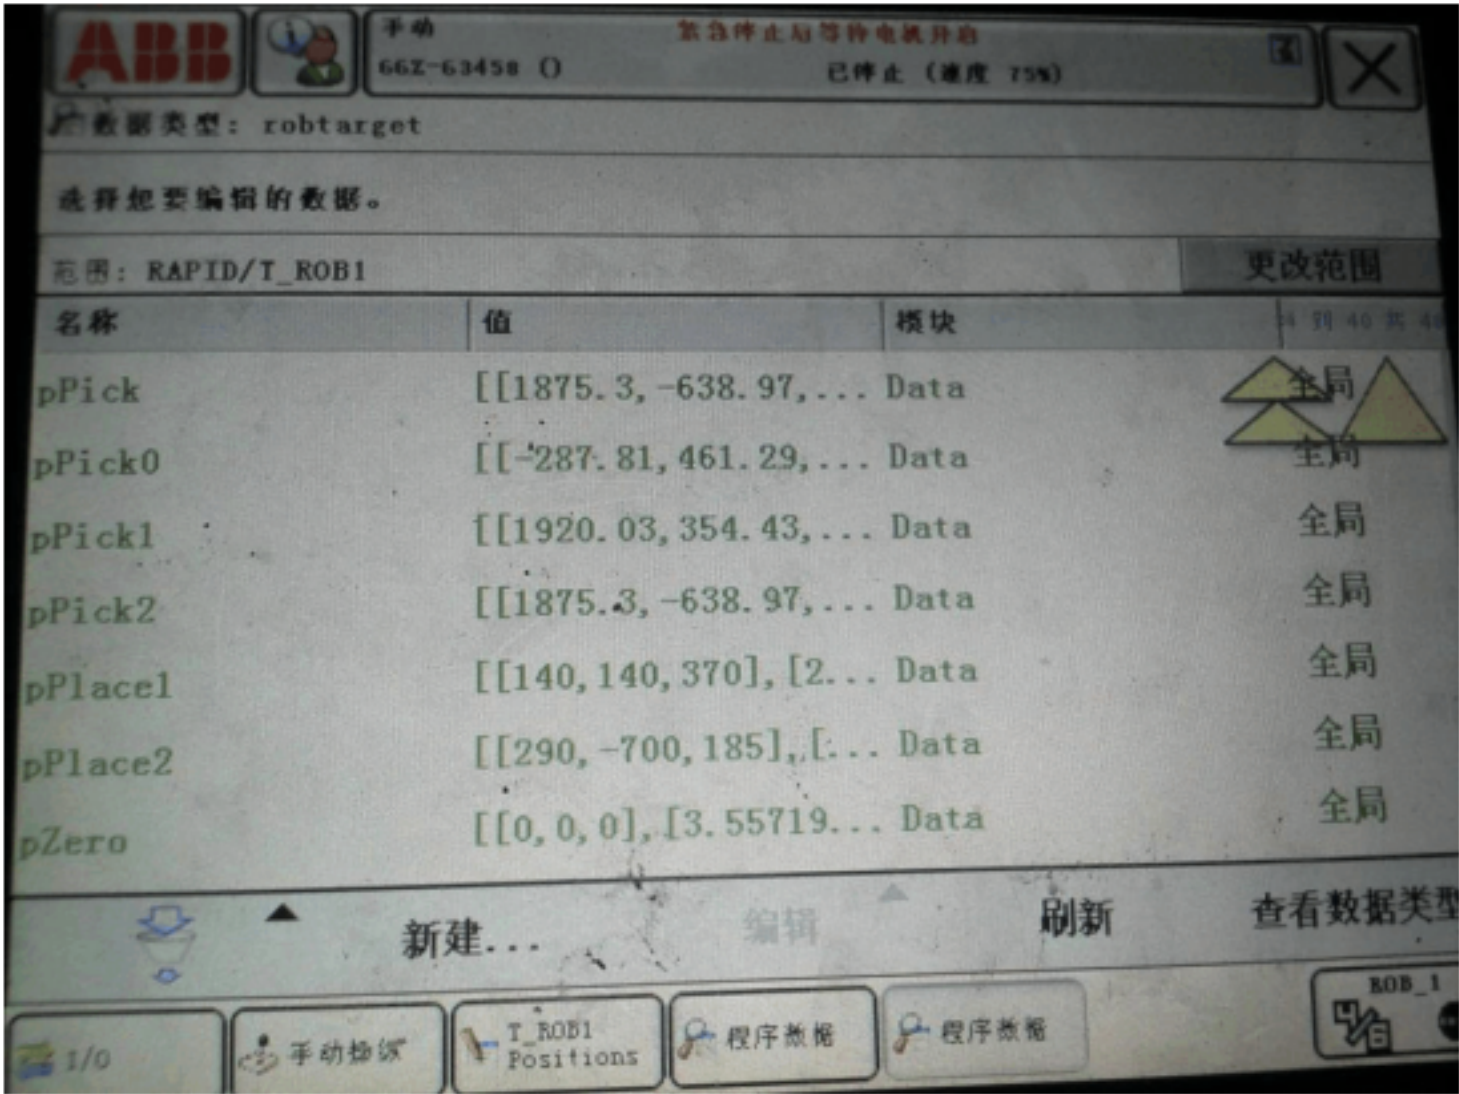 ABB
手动
紧急停止后等待电机开启
66Z-63458 ()
已停止 (速度 75%)
数据类型: robtarget
选择想要编辑的数据。
范围: RAPID/T_ROB1
更改范围
名称 值 模块 34 到 40 共 40
pPick [[1875.3,-638.97,... Data 全局
pPick0 [[-287.81,461.29,... Data 全局
pPick1 [[1920.03,354.43,... Data 全局
pPick2 [[1875.3,-638.97,... Data 全局
pPlace1 [[140,140,370],[2... Data 全局
pPlace2 [[290,-700,185],[... Data 全局
pZero [[0,0,0],[3.55719... Data 全局
新建... 编辑 刷新 查看数据类型
I/O
手动操纵
T_ROB1
Positions
程序数据
程序数据
ROB_1